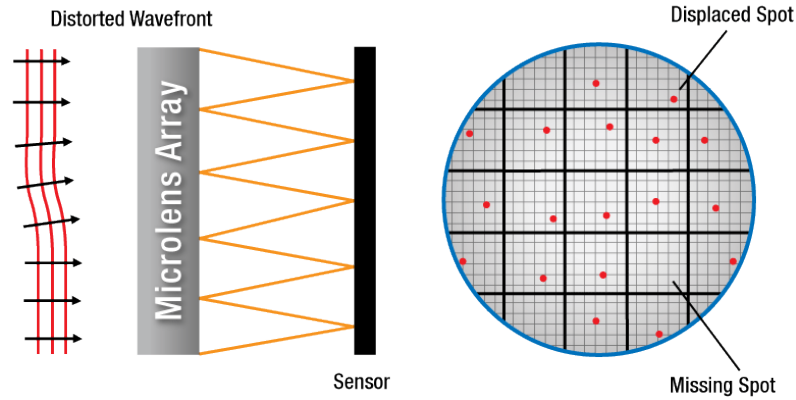 Distorted Wavefront
Displaced Spot
Microlens Array
Sensor
Missing Spot